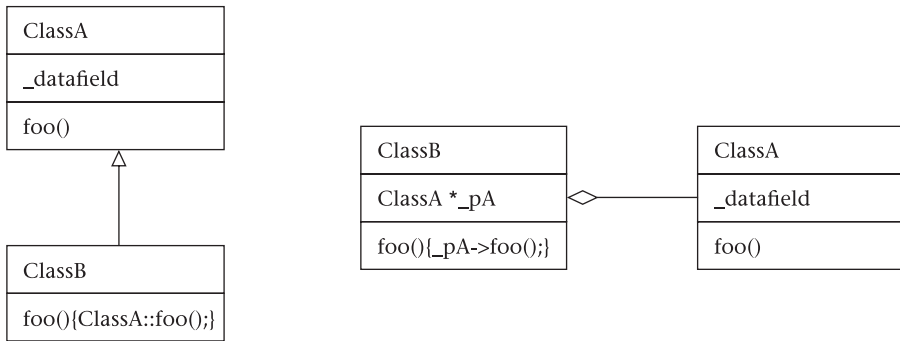 ClassA
_datafield
foo()
ClassB
foo(){ClassA::foo();}
ClassB
ClassA *_pA
foo(){_pA->foo();}
ClassA
_datafield
foo()